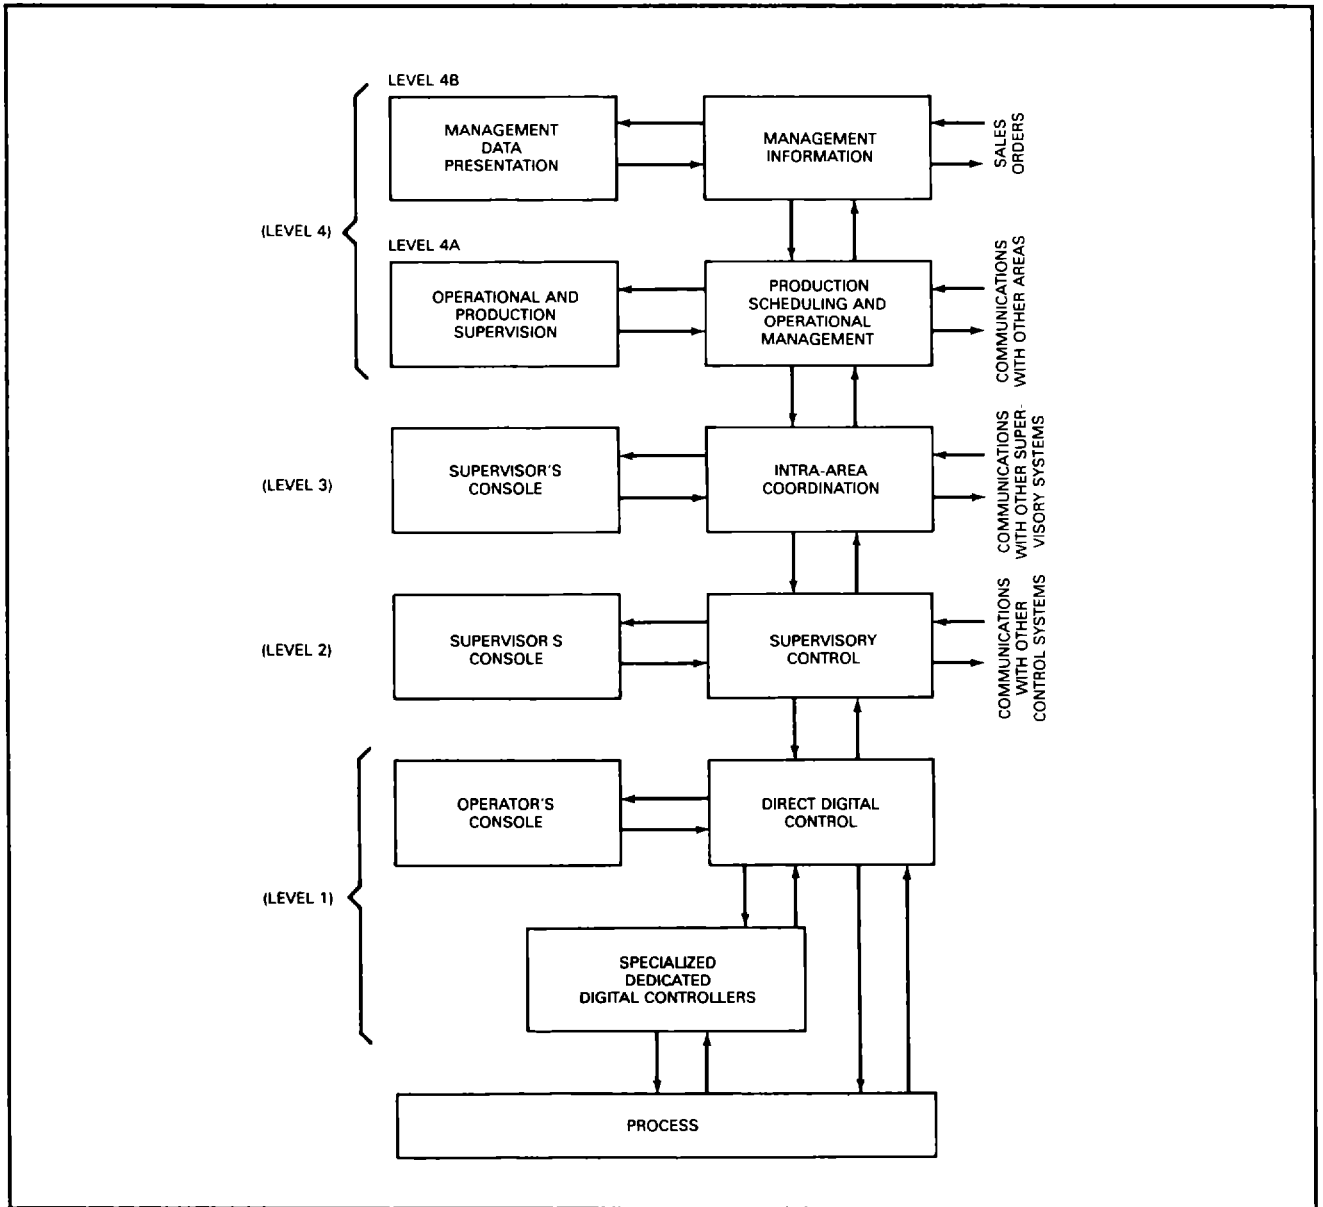 LEVEL 4B
MANAGEMENT
DATA
PRESENTATION
MANAGEMENT
INFORMATION
SALES
ORDERS
(LEVEL 4)
LEVEL 4A
OPERATIONAL AND
PRODUCTION
SUPERVISION
PRODUCTION
SCHEDULING AND
OPERATIONAL
MANAGEMENT
COMMUNICATIONS
WITH OTHER AREAS
(LEVEL 3)
SUPERVISOR'S
CONSOLE
INTRA-AREA
COORDINATION
COMMUNICATIONS
WITH OTHER SUPER-
VISORY SYSTEMS
(LEVEL 2)
SUPERVISOR S
CONSOLE
SUPERVISORY
CONTROL
COMMUNICATIONS
WITH OTHER
CONTROL SYSTEMS
(LEVEL 1)
OPERATOR'S
CONSOLE
DIRECT DIGITAL
CONTROL
SPECIALIZED
DEDICATED
DIGITAL CONTROLLERS
PROCESS